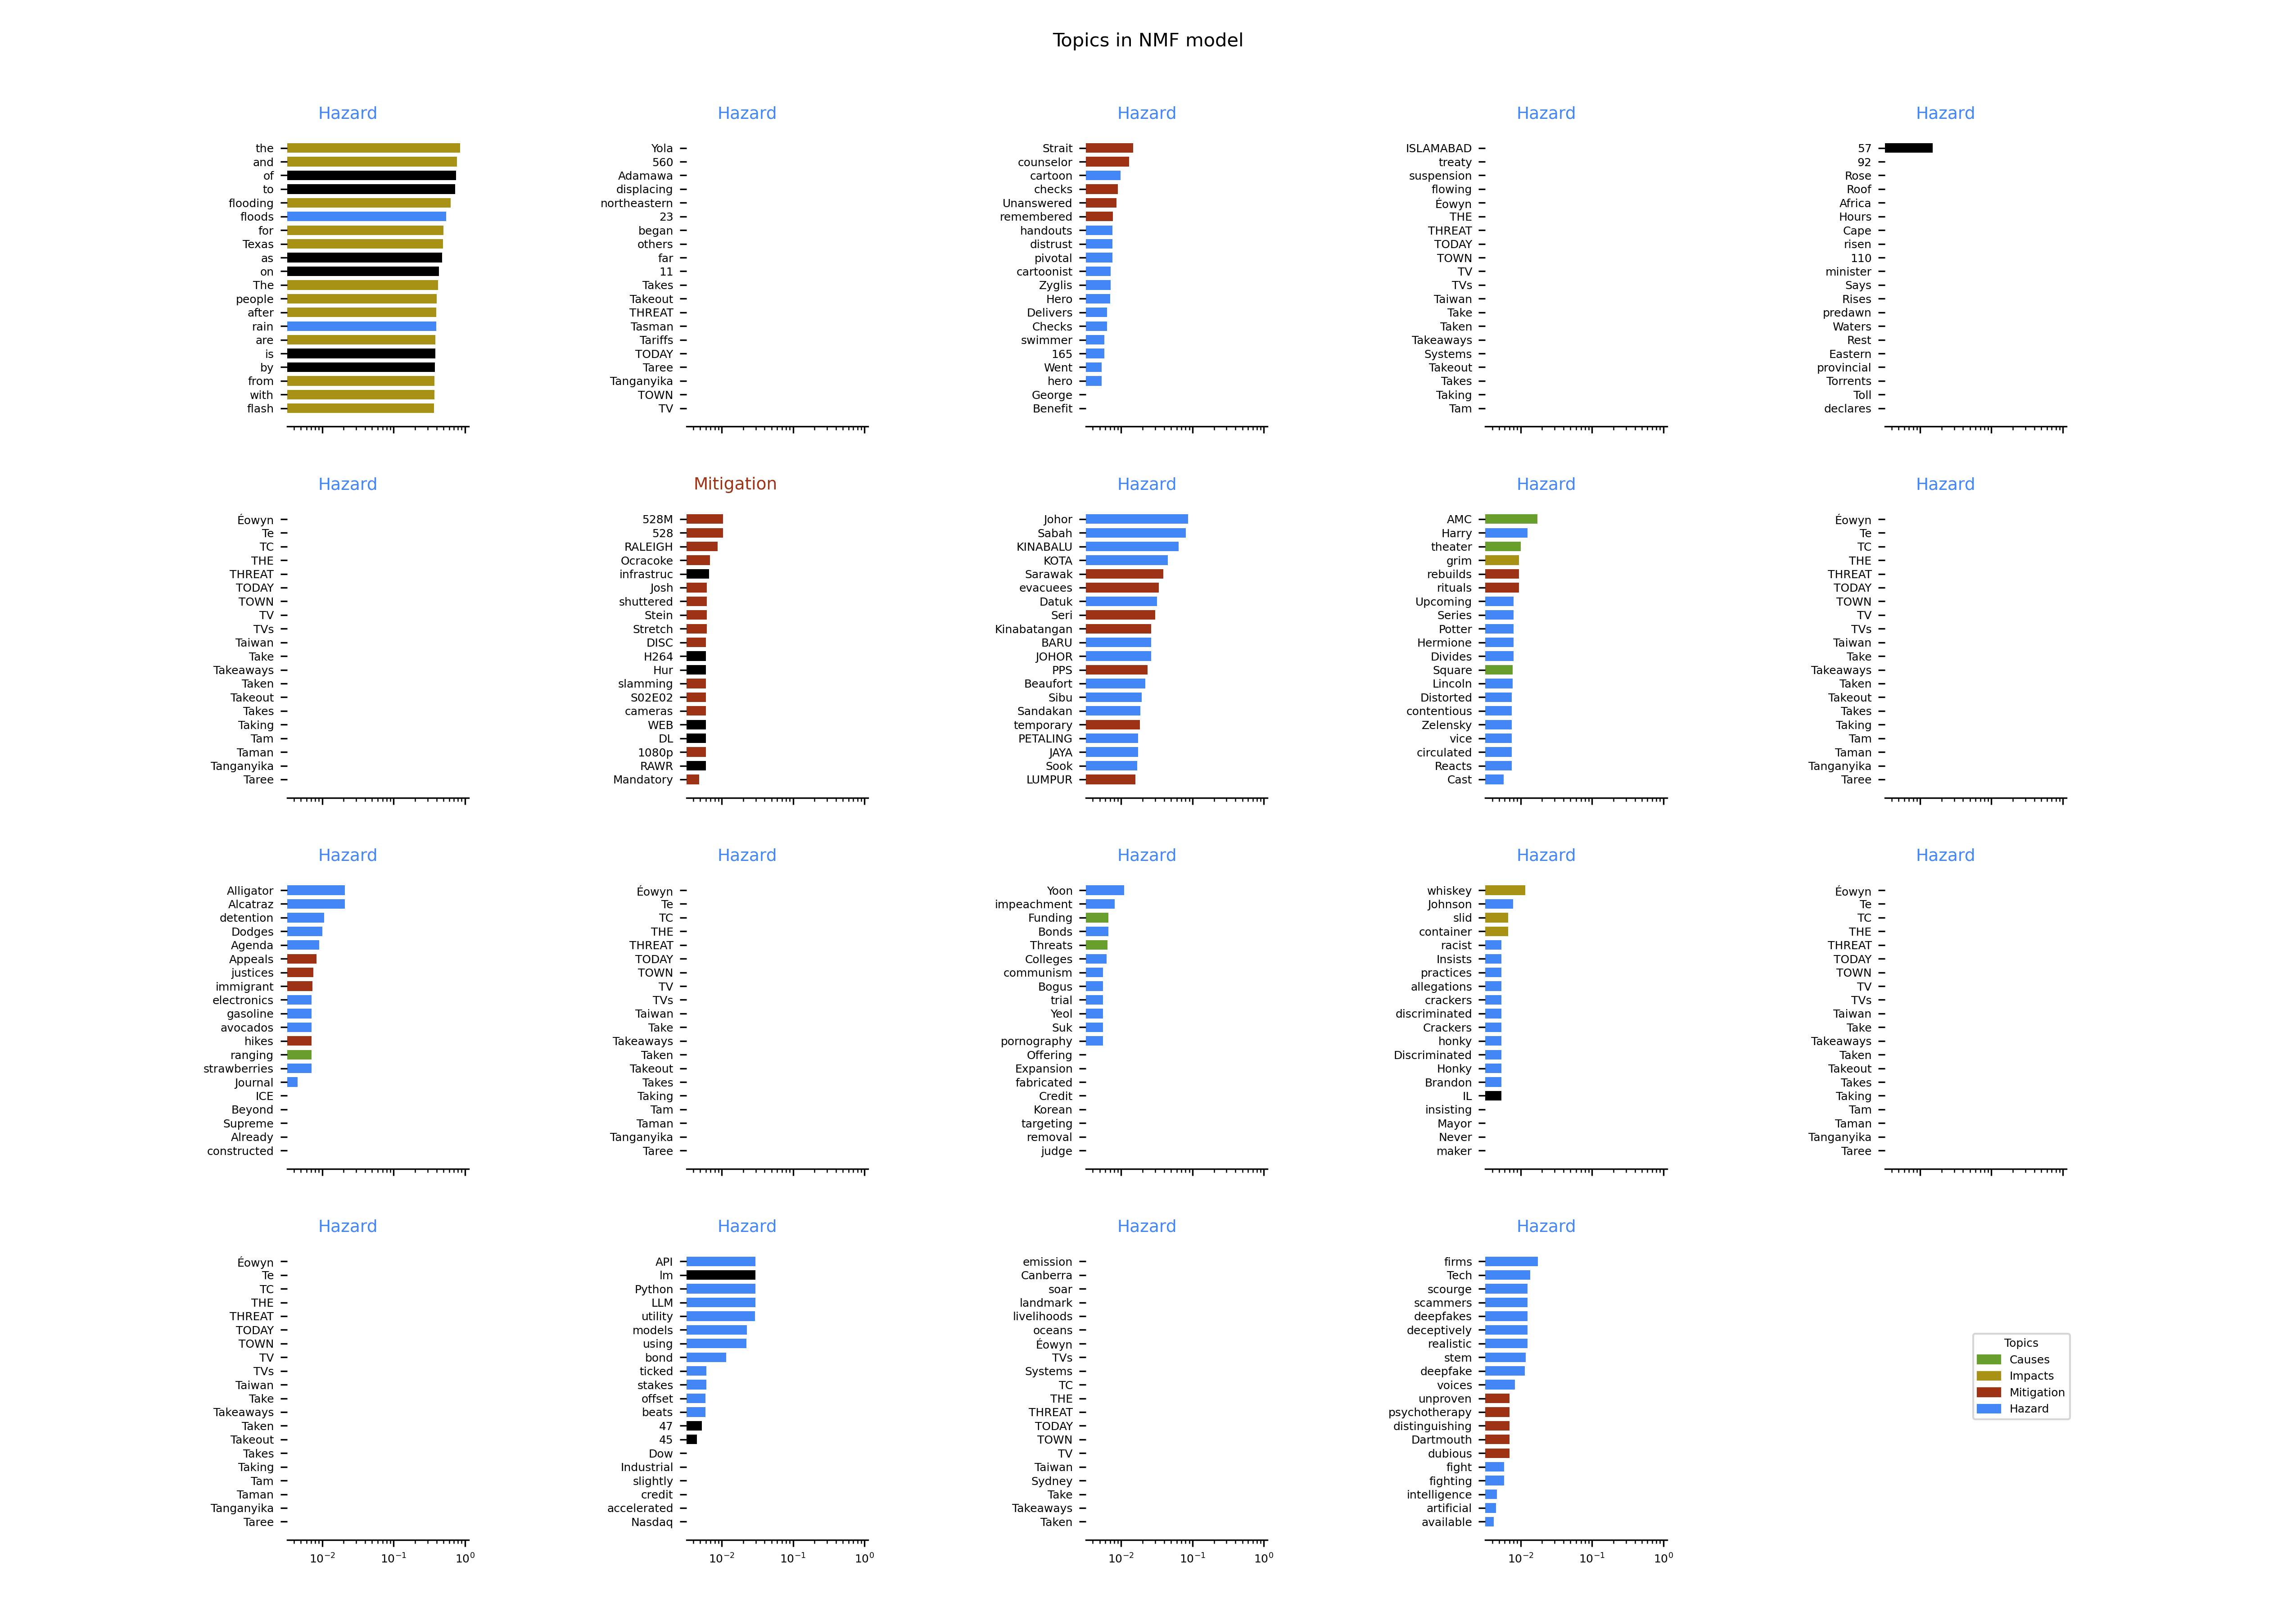 Topics in NMF model
Hazard
the
and
of
to
flooding
floods
for
Texas
as
on
The
people
after
rain
are
is
by
from
with
flash
Hazard
Yola
560
Adamawa
displacing
northeastern
23
began
others
far
11
Takes
Takeout
THREAT
Tasman
Tariffs
TODAY
Taree
Tanganyika
TOWN
TV
Hazard
Strait
counselor
cartoon
checks
Unanswered
remembered
handouts
distrust
pivotal
cartoonist
Zyglis
Hero
Delivers
Checks
swimmer
165
Went
hero
George
Benefit
Hazard
ISLAMABAD
treaty
suspension
flowing
Éowyn
THE
THREAT
TODAY
TOWN
TV
TVs
Taiwan
Take
Taken
Takeaways
Systems
Takeout
Takes
Taking
Tam
Hazard
57
92
Rose
Roof
Africa
Hours
Cape
risen
110
minister
Says
Rises
predawn
Waters
Rest
Eastern
provincial
Torrents
Toll
declares
Hazard
Éowyn
Te
TC
THE
THREAT
TODAY
TOWN
TV
TVs
Taiwan
Take
Takeaways
Taken
Takeout
Takes
Taking
Tam
Taman
Tanganyika
Taree
Mitigation
528M
528
RALEIGH
Ocracoke
infrastruc
Josh
shuttered
Stein
Stretch
DISC
H264
Hur
slamming
S02E02
cameras
WEB
DL
1080p
RAWR
Mandatory
Hazard
Johor
Sabah
KINABALU
KOTA
Sarawak
evacuees
Datuk
Seri
Kinabatangan
BARU
JOHOR
PPS
Beaufort
Sibu
Sandakan
temporary
PETALING
JAYA
Sook
LUMPUR
Hazard
AMC
Harry
theater
grim
rebuilds
rituals
Upcoming
Series
Potter
Hermione
Divides
Square
Lincoln
Distorted
contentious
Zelensky
vice
circulated
Reacts
Cast
Hazard
Éowyn
Te
TC
THE
THREAT
TODAY
TOWN
TV
TVs
Taiwan
Take
Takeaways
Taken
Takeout
Takes
Taking
Tam
Taman
Tanganyika
Taree
Hazard
Alligator
Alcatraz
detention
Dodges
Agenda
Appeals
justices
immigrant
electronics
gasoline
avocados
hikes
ranging
strawberries
Journal
ICE
Beyond
Supreme
Already
constructed
Hazard
Éowyn
Te
TC
THE
THREAT
TODAY
TOWN
TV
TVs
Taiwan
Take
Takeaways
Taken
Takeout
Takes
Taking
Tam
Taman
Tanganyika
Taree
Hazard
Yoon
impeachment
Funding
Bonds
Threats
Colleges
communism
Bogus
trial
Yeol
Suk
pornography
Offering
Expansion
fabricated
Credit
Korean
targeting
removal
judge
Hazard
whiskey
Johnson
slid
container
racist
Insists
practices
allegations
crackers
discriminated
Crackers
honky
Discriminated
Honky
Brandon
IL
insisting
Mayor
Never
maker
Hazard
Éowyn
Te
TC
THE
THREAT
TODAY
TOWN
TV
TVs
Taiwan
Take
Takeaways
Taken
Takeout
Takes
Taking
Tam
Taman
Tanganyika
Taree
Hazard
Éowyn
Te
TC
THE
THREAT
TODAY
TOWN
TV
TVs
Taiwan
Take
Takeaways
Taken
Takeout
Takes
Taking
Tam
Taman
Tanganyika
Taree
10⁻² 10⁻¹ 10⁰
Hazard
API
lm
Python
LLM
utility
models
using
bond
ticked
stakes
offset
beats
47
45
Dow
Industrial
slightly
credit
accelerated
Nasdaq
10⁻² 10⁻¹ 10⁰
Hazard
emission
Canberra
soar
landmark
livelihoods
oceans
Éowyn
TVs
Systems
TC
THE
THREAT
TODAY
TOWN
TV
Taiwan
Sydney
Take
Takeaways
Taken
10⁻² 10⁻¹ 10⁰
Hazard
firms
Tech
scourge
scammers
deepfakes
deceptively
realistic
stem
deepfake
voices
unproven
psychotherapy
distinguishing
Dartmouth
dubious
fight
fighting
intelligence
artificial
available
10⁻² 10⁻¹ 10⁰
Topics
Causes
Impacts
Mitigation
Hazard